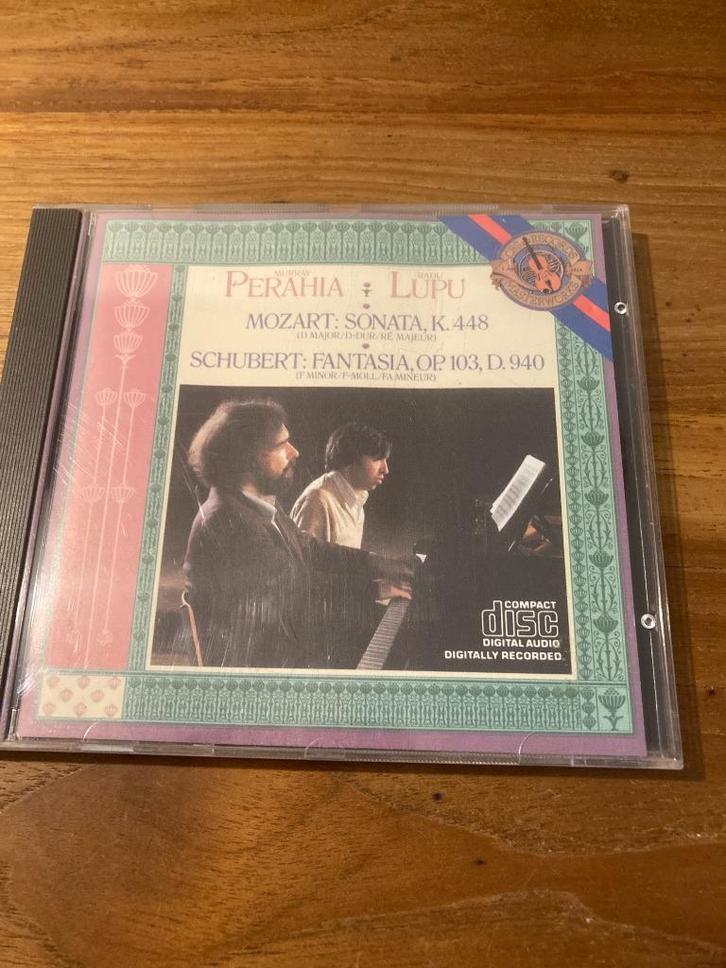 MURRAY RADU
PERAHIA LUPU
MOZART: SONATA, K. 448
(D MAJOR/D-DUR/RÉ MAJEUR)
SCHUBERT: FANTASIA, OP. 103, D. 940
(F MINOR/F-MOLL/FA MINEUR)
MASTERWORKS
COMPACT
disc
DIGITAL AUDIO
DIGITALLY RECORDED